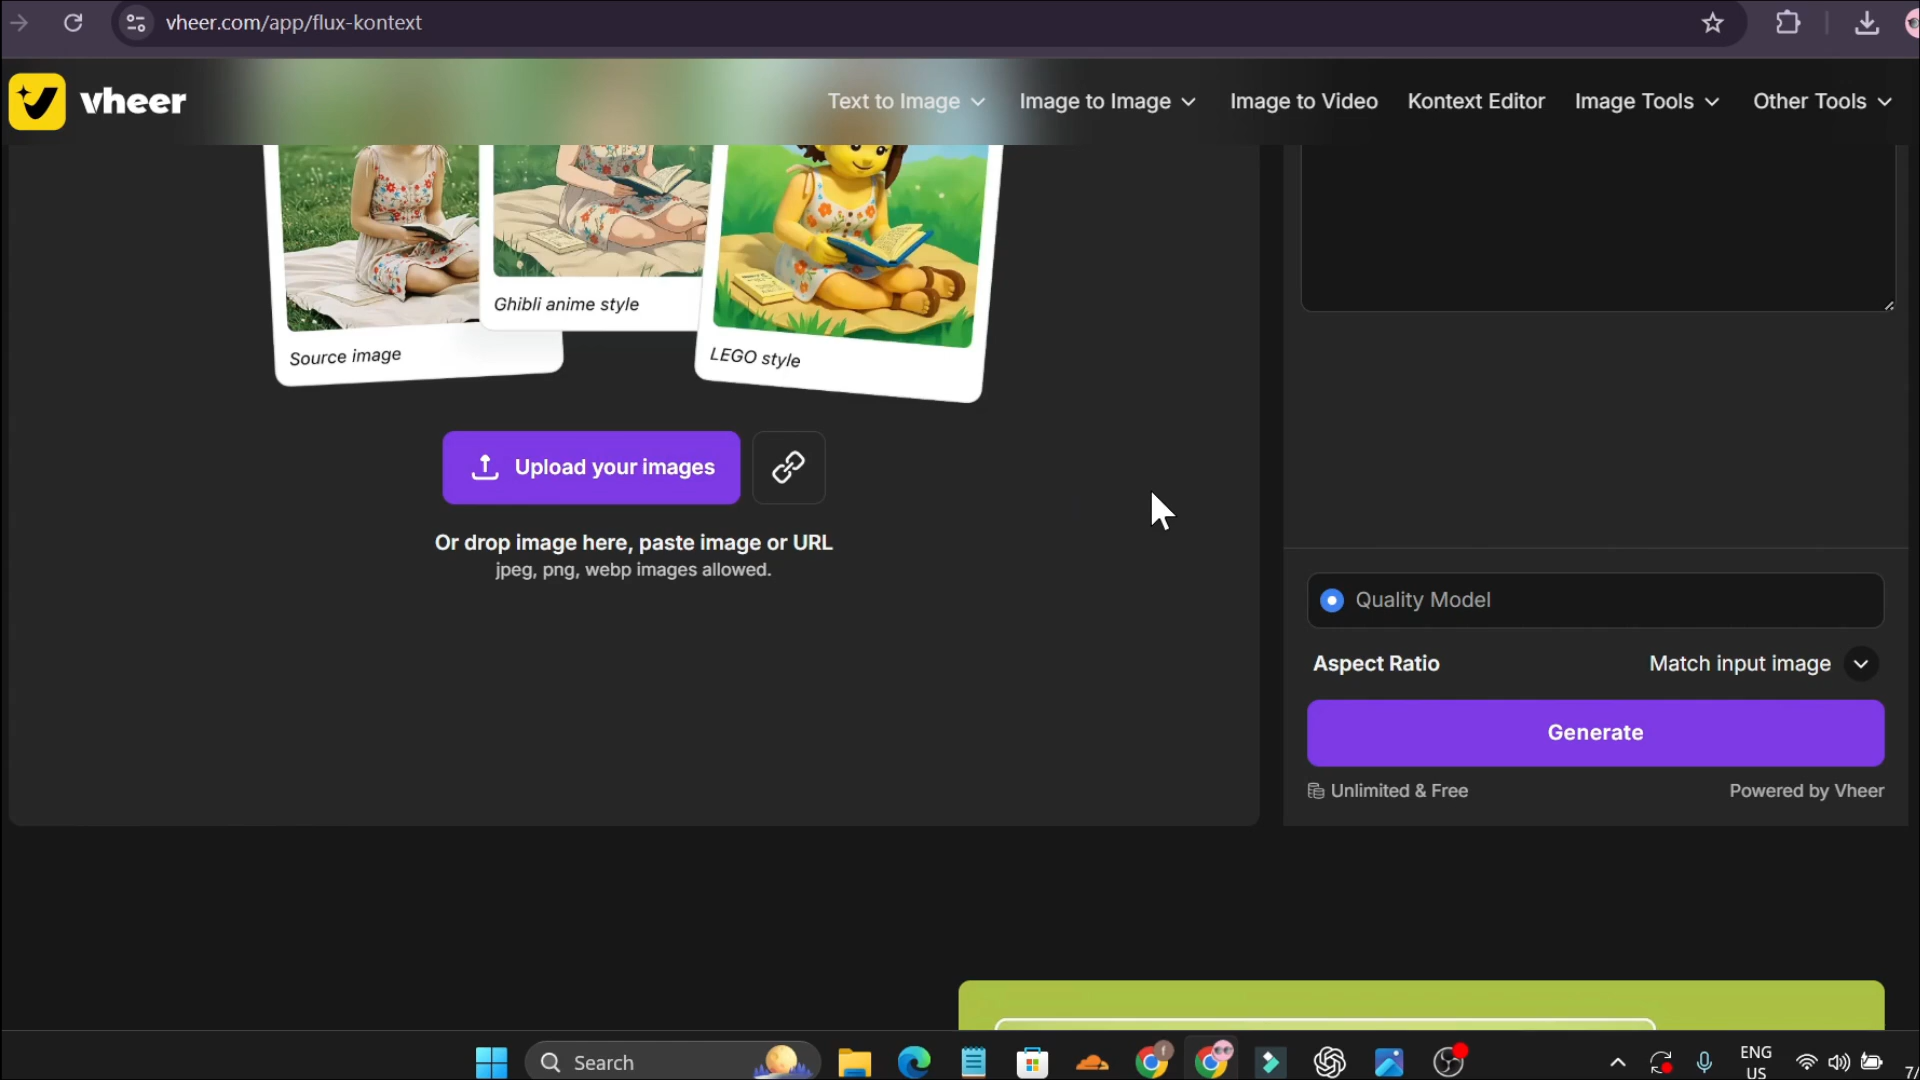 vheer.com/app/flux-kontext
vheer
Text to Image
Image to Image
Image to Video
Kontext Editor
Image Tools
Other Tools
Source image
Ghibli anime style
LEGO style
Upload your images
Or drop image here, paste image or URL
jpeg, png, webp images allowed.
Quality Model
Aspect Ratio
Match input image
Generate
Unlimited & Free
Powered by Vheer
Search
ENG
US
7/